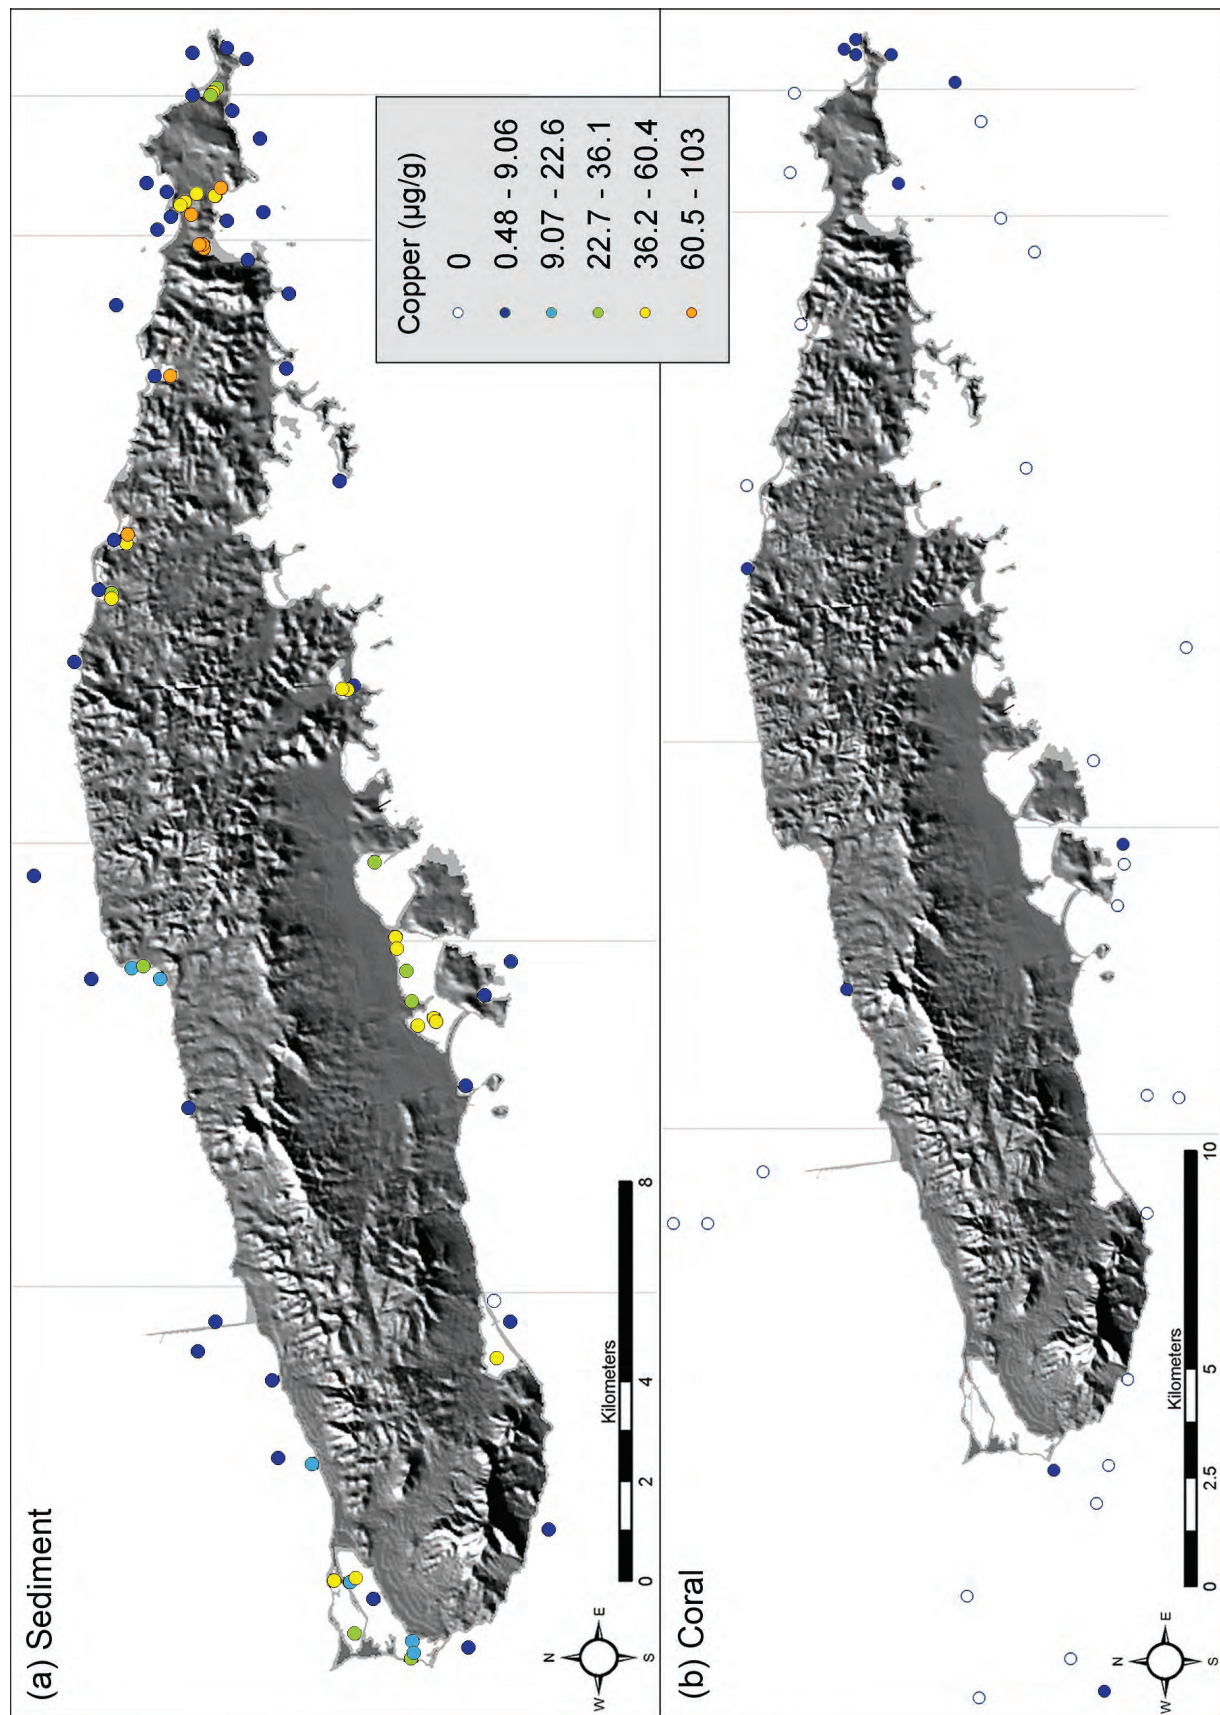 (a) Sediment
N
W
E
S
Kilometers
0
2
4
8
Copper (µg/g)
0
0.48 - 9.06
9.07 - 22.6
22.7 - 36.1
36.2 - 60.4
60.5 - 103
(b) Coral
N
W
E
S
Kilometers
0
2.5
5
10